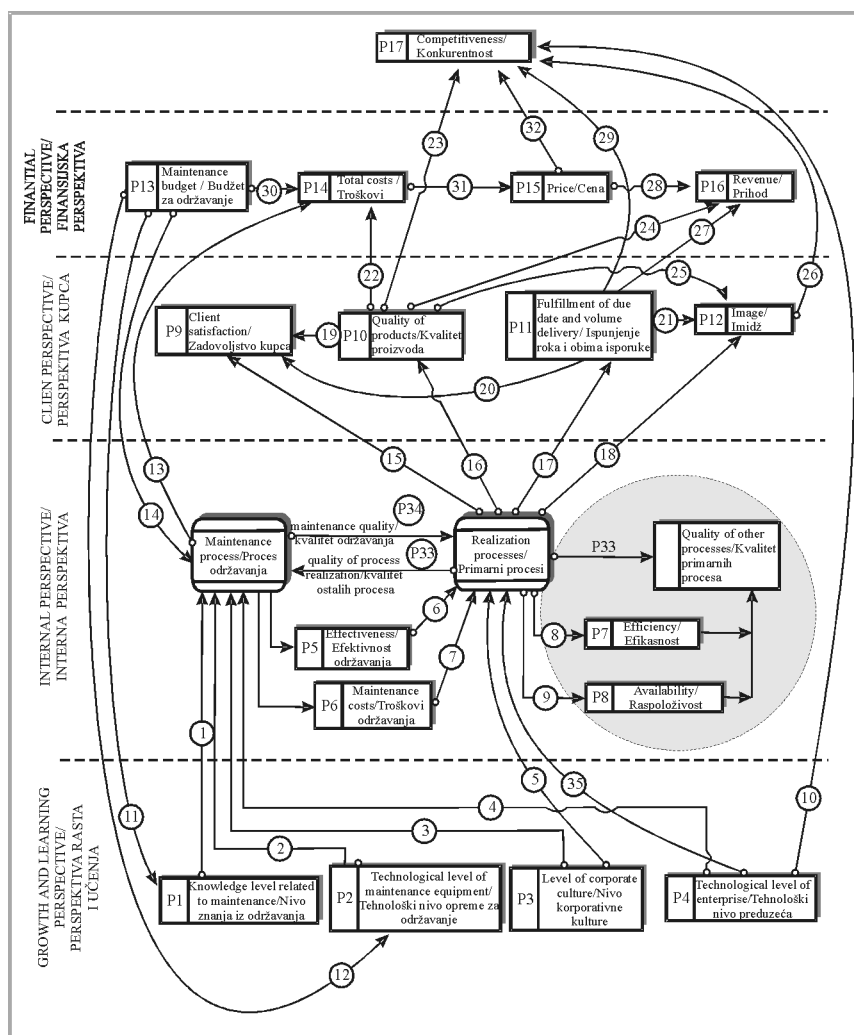 P17
Competitiveness/
Konkurentnost
FINANTIAL
PERSPECTIVE/
FINANSIJSKA
PERSPEKTIVA
P13
Maintenance
budget / Budžet
za održavanje
30
P14
Total costs /
Troškovi
31
P15
Price/Cena
28
P16
Revenue/
Prihod
23
32
29
24
27
22
25
26
CLIEN PERSPECTIVE/
PERSPEKTIVA KUPCA
P9
Client
satisfaction/
Zadovoljstvo kupca
19
P10
Quality of
products/Kvalitet
proizvoda
P11
Fulfillment of due
date and volume
delivery/ Ispunjenje
roka i obima isporuke
21
P12
Image/
Imidž
20
15
16
17
18
13
14
INTERNAL PERSPECTIVE/
INTERNA PERSPEKTIVA
Maintenance
process/Proces
održavanja
P34
maintenance quality/
kvalitet održavanja
P33
quality of process
realization/kvalitet
ostalih procesa
Realization
processes/
Primarni procesi
P33
Quality of other
processes/Kvalitet
primarnih
procesa
P5
Effectiveness/
Efektivnost
održavanja
6
P6
Maintenance
costs/Troškovi
održavanja
7
8
P7
Efficiency/
Efikasnost
9
P8
Availability/
Raspoloživost
1
5
35
10
11
2
3
4
GROWTH AND LEARNING
PERSPECTIVE/
PERSPEKTIVA RASTA
I UČENJA
P1
Knowledge level related
to maintenance/Nivo
znanja iz održavanja
P2
Technological level of
maintenance equipment/
Tehnološki nivo opreme za
održavanje
P3
Level of corporate
culture/Nivo
korporativne
kulture
P4
Technological level of
enterprise/Tehnološki
nivo preduzeća
12